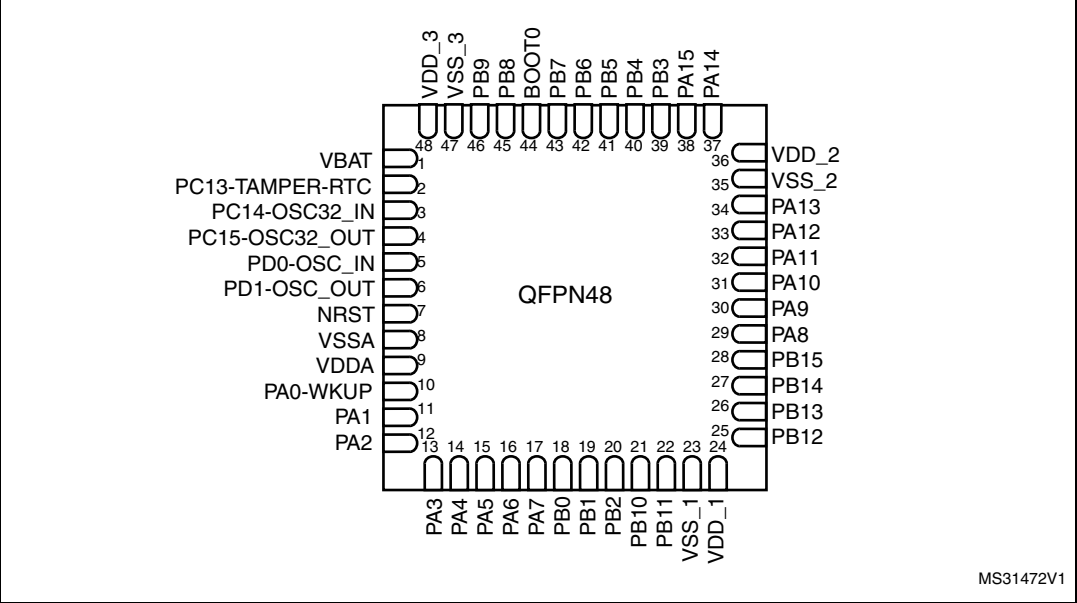 VDD_3
VSS_3
PB9
PB8
BOOT0
PB7
PB6
PB5
PB4
PB3
PA15
PA14
48 47 46 45 44 43 42 41 40 39 38 37
VBAT 1
PC13-TAMPER-RTC 2
PC14-OSC32_IN 3
PC15-OSC32_OUT 4
PD0-OSC_IN 5
PD1-OSC_OUT 6
NRST 7
VSSA 8
VDDA 9
PA0-WKUP 10
PA1 11
PA2 12
QFPN48
36 VDD_2
35 VSS_2
34 PA13
33 PA12
32 PA11
31 PA10
30 PA9
29 PA8
28 PB15
27 PB14
26 PB13
25 PB12
13 14 15 16 17 18 19 20 21 22 23 24
PA3
PA4
PA5
PA6
PA7
PB0
PB1
PB2
PB10
PB11
VSS_1
VDD_1
MS31472V1